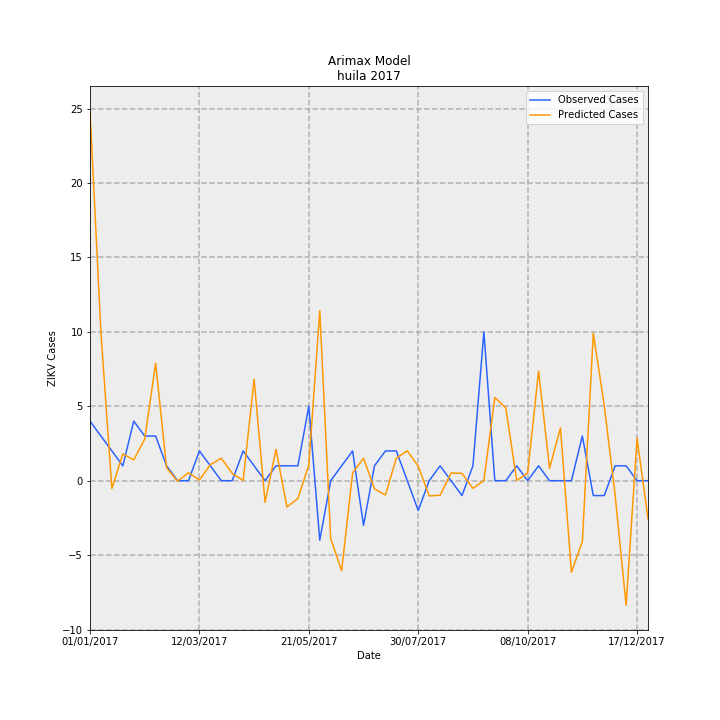 Arimax Model
huila 2017
Observed Cases
Predicted Cases
25
20
15
10
5
0
−5
−10
ZIKV Cases
01/01/2017
12/03/2017
21/05/2017
30/07/2017
08/10/2017
17/12/2017
Date